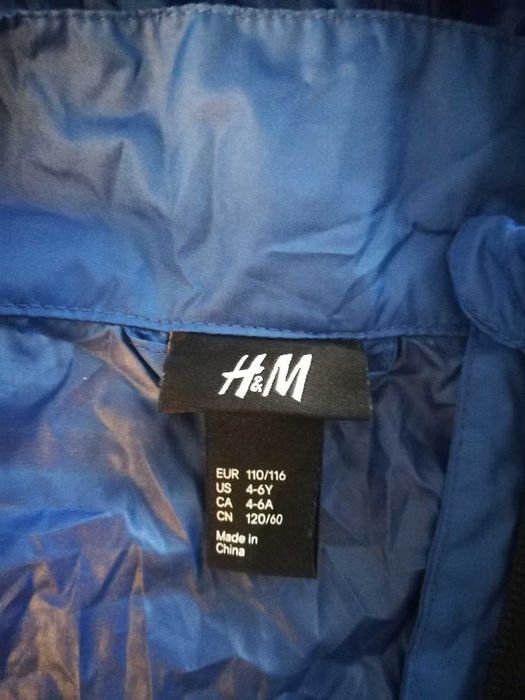 H&M
EUR 110/116
US 4-6Y
CA 4-6A
CN 120/60
Made in
China